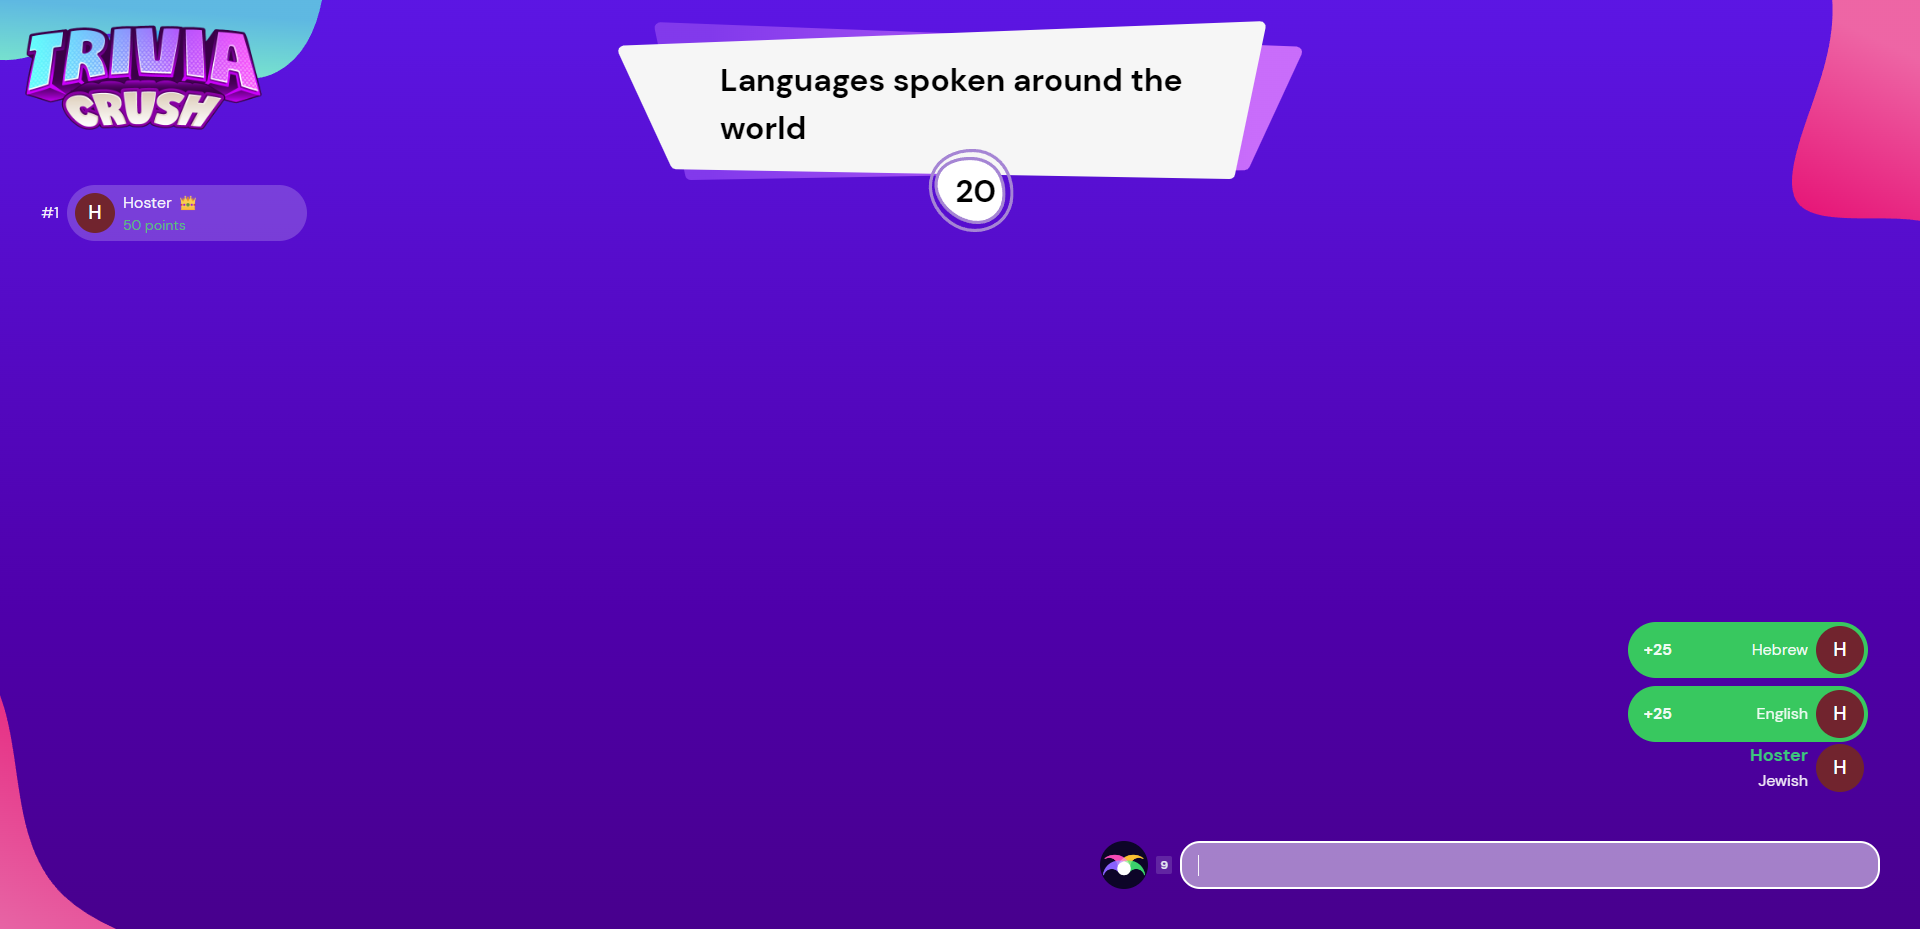 TRIVIA
CRUSH
Languages spoken around the
world
20
#1
H
Hoster
50 points
+25 Hebrew H
+25 English H
Hoster
Jewish
H
9